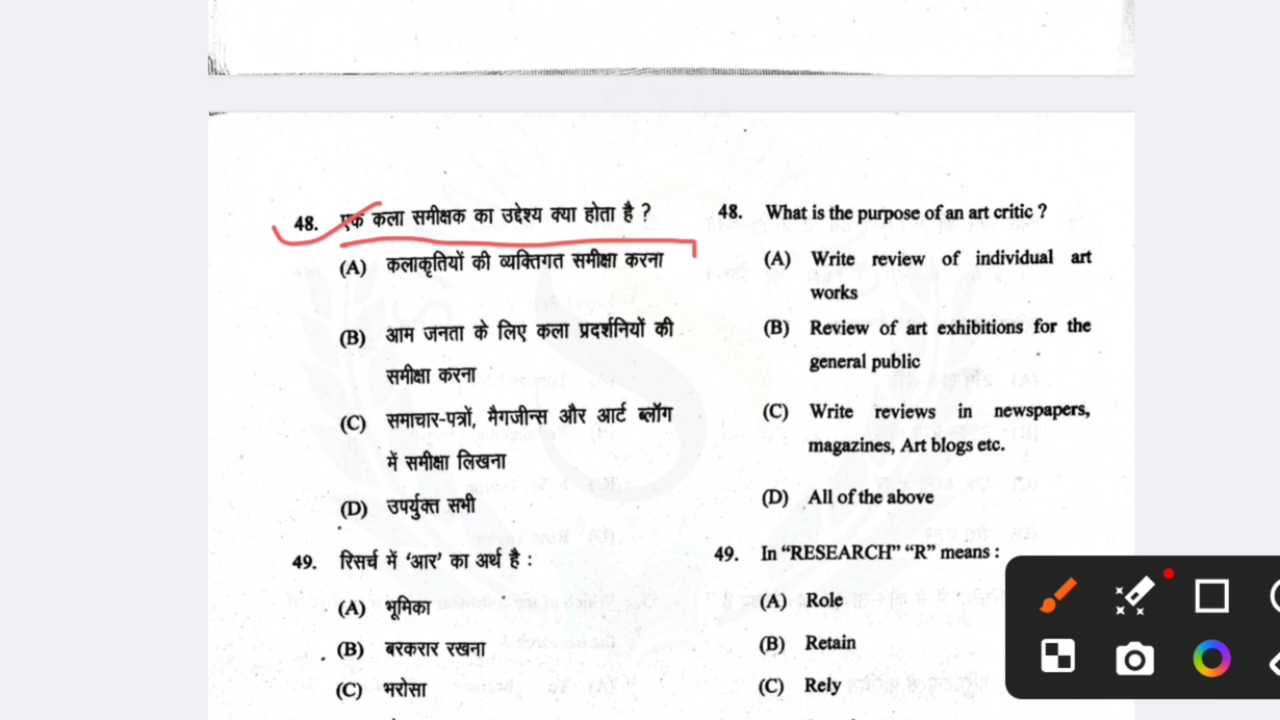 48. एक कला समीक्षक का उद्देश्य क्या होता है ?
(A) कलाकृतियों की व्यक्तिगत समीक्षा करना
(B) आम जनता के लिए कला प्रदर्शनियों की
समीक्षा करना
(C) समाचार-पत्रों, मैगजीन्स और आर्ट ब्लॉग
में समीक्षा लिखना
(D) उपर्युक्त सभी
49. रिसर्च में ‘आर’ का अर्थ है :
(A) भूमिका
(B) बरकरार रखना
(C) भरोसा
48. What is the purpose of an art critic ?
(A) Write review of individual art
works
(B) Review of art exhibitions for the
general public
(C) Write reviews in newspapers,
magazines, Art blogs etc.
(D) All of the above
49. In “RESEARCH” “R” means :
(A) Role
(B) Retain
(C) Rely